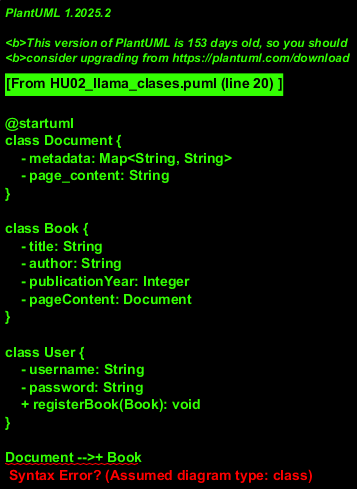 PlantUML 1.2025.2
<b>This version of PlantUML is 153 days old, so you should
<b>consider upgrading from https://plantuml.com/download
[From HU02_llama_clases.puml (line 20) ]
@startuml
class Document {
- metadata: Map<String, String>
- page_content: String
}
class Book {
- title: String
- author: String
- publicationYear: Integer
- pageContent: Document
}
class User {
- username: String
- password: String
+ registerBook(Book): void
}
Document -->+ Book
Syntax Error? (Assumed diagram type: class)